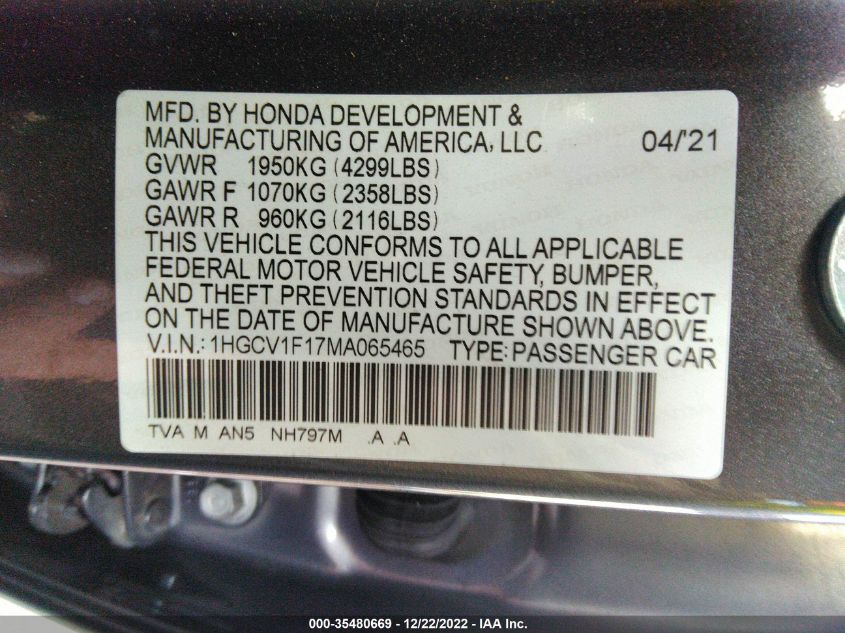 MFD. BY HONDA DEVELOPMENT &
MANUFACTURING OF AMERICA, LLC 04/'21
GVWR 1950KG (4299LBS)
GAWR F 1070KG (2358LBS)
GAWR R 960KG (2116LBS)
THIS VEHICLE CONFORMS TO ALL APPLICABLE
FEDERAL MOTOR VEHICLE SAFETY, BUMPER,
AND THEFT PREVENTION STANDARDS IN EFFECT
ON THE DATE OF MANUFACTURE SHOWN ABOVE.
V.I.N.: 1HGCV1F17MA065465 TYPE: PASSENGER CAR
TVA M AN5 NH797M .A .A
000-35480669 - 12/22/2022 - IAA Inc.